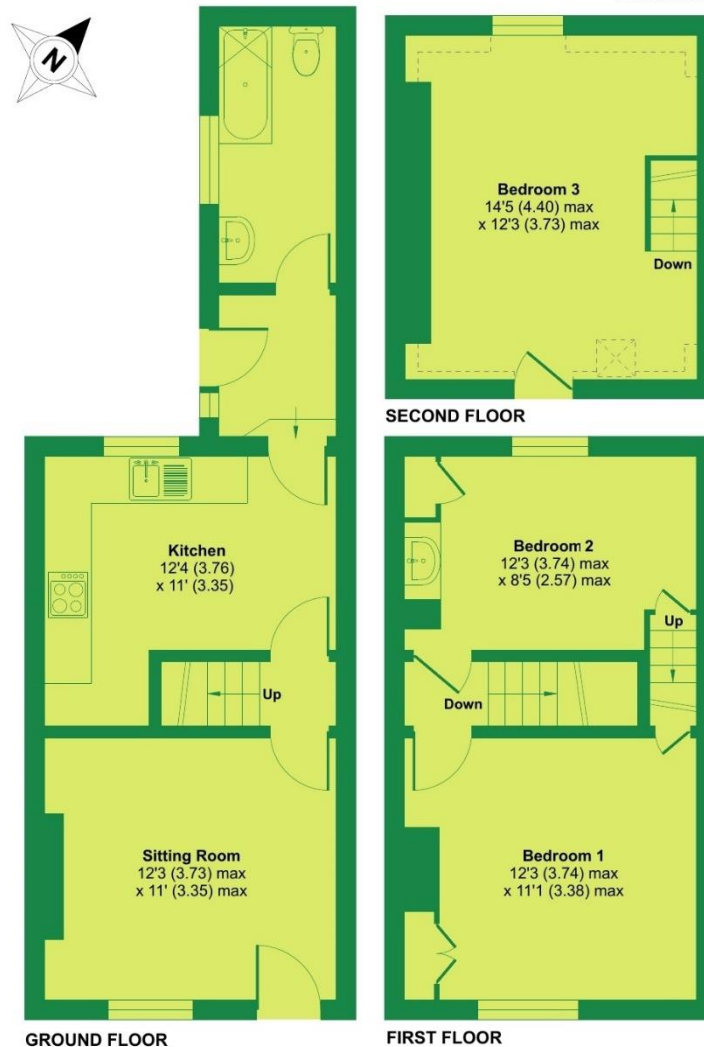 N
Bedroom 3
14'5 (4.40) max
x 12'3 (3.73) max
Down
SECOND FLOOR
Kitchen
12'4 (3.76)
x 11' (3.35)
Up
Sitting Room
12'3 (3.73) max
x 11' (3.35) max
GROUND FLOOR
Bedroom 2
12'3 (3.74) max
x 8'5 (2.57) max
Up
Down
Bedroom 1
12'3 (3.74) max
x 11'1 (3.38) max
FIRST FLOOR